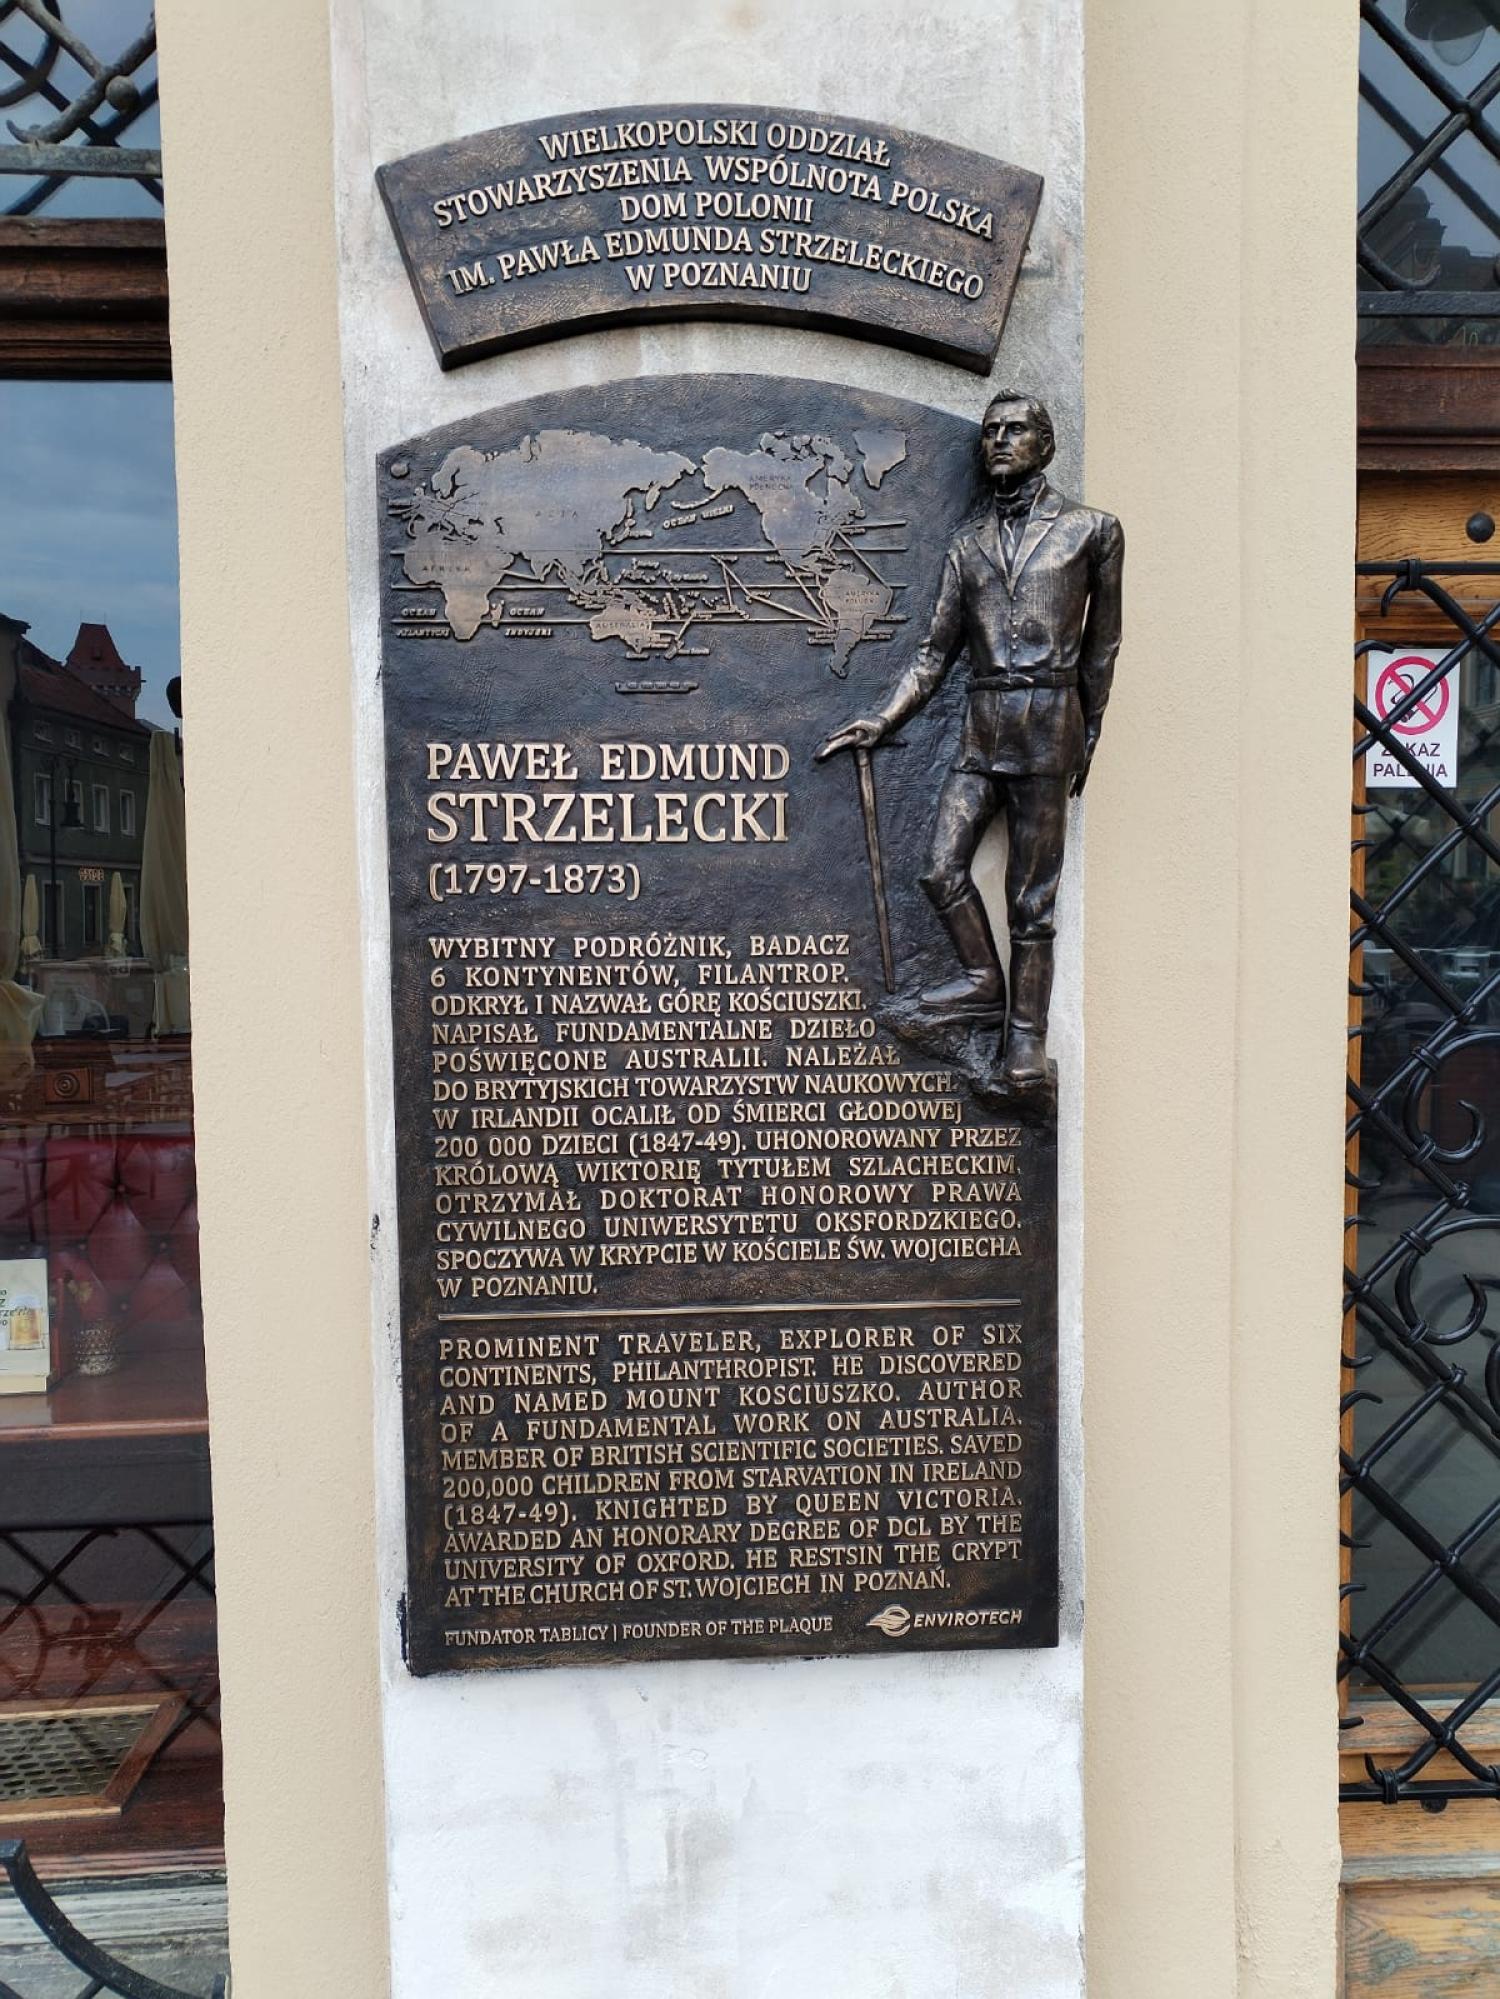 WIELKOPOLSKI ODDZIAŁ
STOWARZYSZENIA WSPÓLNOTA POLSKA
DOM POLONII
IM. PAWŁA EDMUNDA STRZELECKIEGO
W POZNANIU
AMERYKA
PÓŁNOCNA
AZJA
OCEAN WIELKI
AFRYKA
AMERYKA
POŁUDN.
OCEAN
ATLANTYCKI
OCEAN
INDYJSKI
AUSTRALIA
PAWEŁ EDMUND
STRZELECKI
(1797-1873)
WYBITNY PODRÓŻNIK, BADACZ
6 KONTYNENTÓW, FILANTROP.
ODKRYŁ I NAZWAŁ GÓRĘ KOŚCIUSZKI.
NAPISAŁ FUNDAMENTALNE DZIEŁO
POŚWIĘCONE AUSTRALII. NALEŻAŁ
DO BRYTYJSKICH TOWARZYSTW NAUKOWYCH.
W IRLANDII OCALIŁ OD ŚMIERCI GŁODOWEJ
200 000 DZIECI (1847-49). UHONOROWANY PRZEZ
KRÓLOWĄ WIKTORIĘ TYTUŁEM SZLACHECKIM.
OTRZYMAŁ DOKTORAT HONOROWY PRAWA
CYWILNEGO UNIWERSYTETU OKSFORDZKIEGO.
SPOCZYWA W KRYPCIE W KOŚCIELE ŚW. WOJCIECHA
W POZNANIU.
PROMINENT TRAVELER, EXPLORER OF SIX
CONTINENTS, PHILANTHROPIST. HE DISCOVERED
AND NAMED MOUNT KOSCIUSZKO. AUTHOR
OF A FUNDAMENTAL WORK ON AUSTRALIA.
MEMBER OF BRITISH SCIENTIFIC SOCIETIES. SAVED
200,000 CHILDREN FROM STARVATION IN IRELAND
(1847-49). KNIGHTED BY QUEEN VICTORIA.
AWARDED AN HONORARY DEGREE OF DCL BY THE
UNIVERSITY OF OXFORD. HE RESTSIN THE CRYPT
AT THE CHURCH OF ST. WOJCIECH IN POZNAŃ.
FUNDATOR TABLICY | FOUNDER OF THE PLAQUE
ENVIROTECH
ZAKAZ
PALENIA